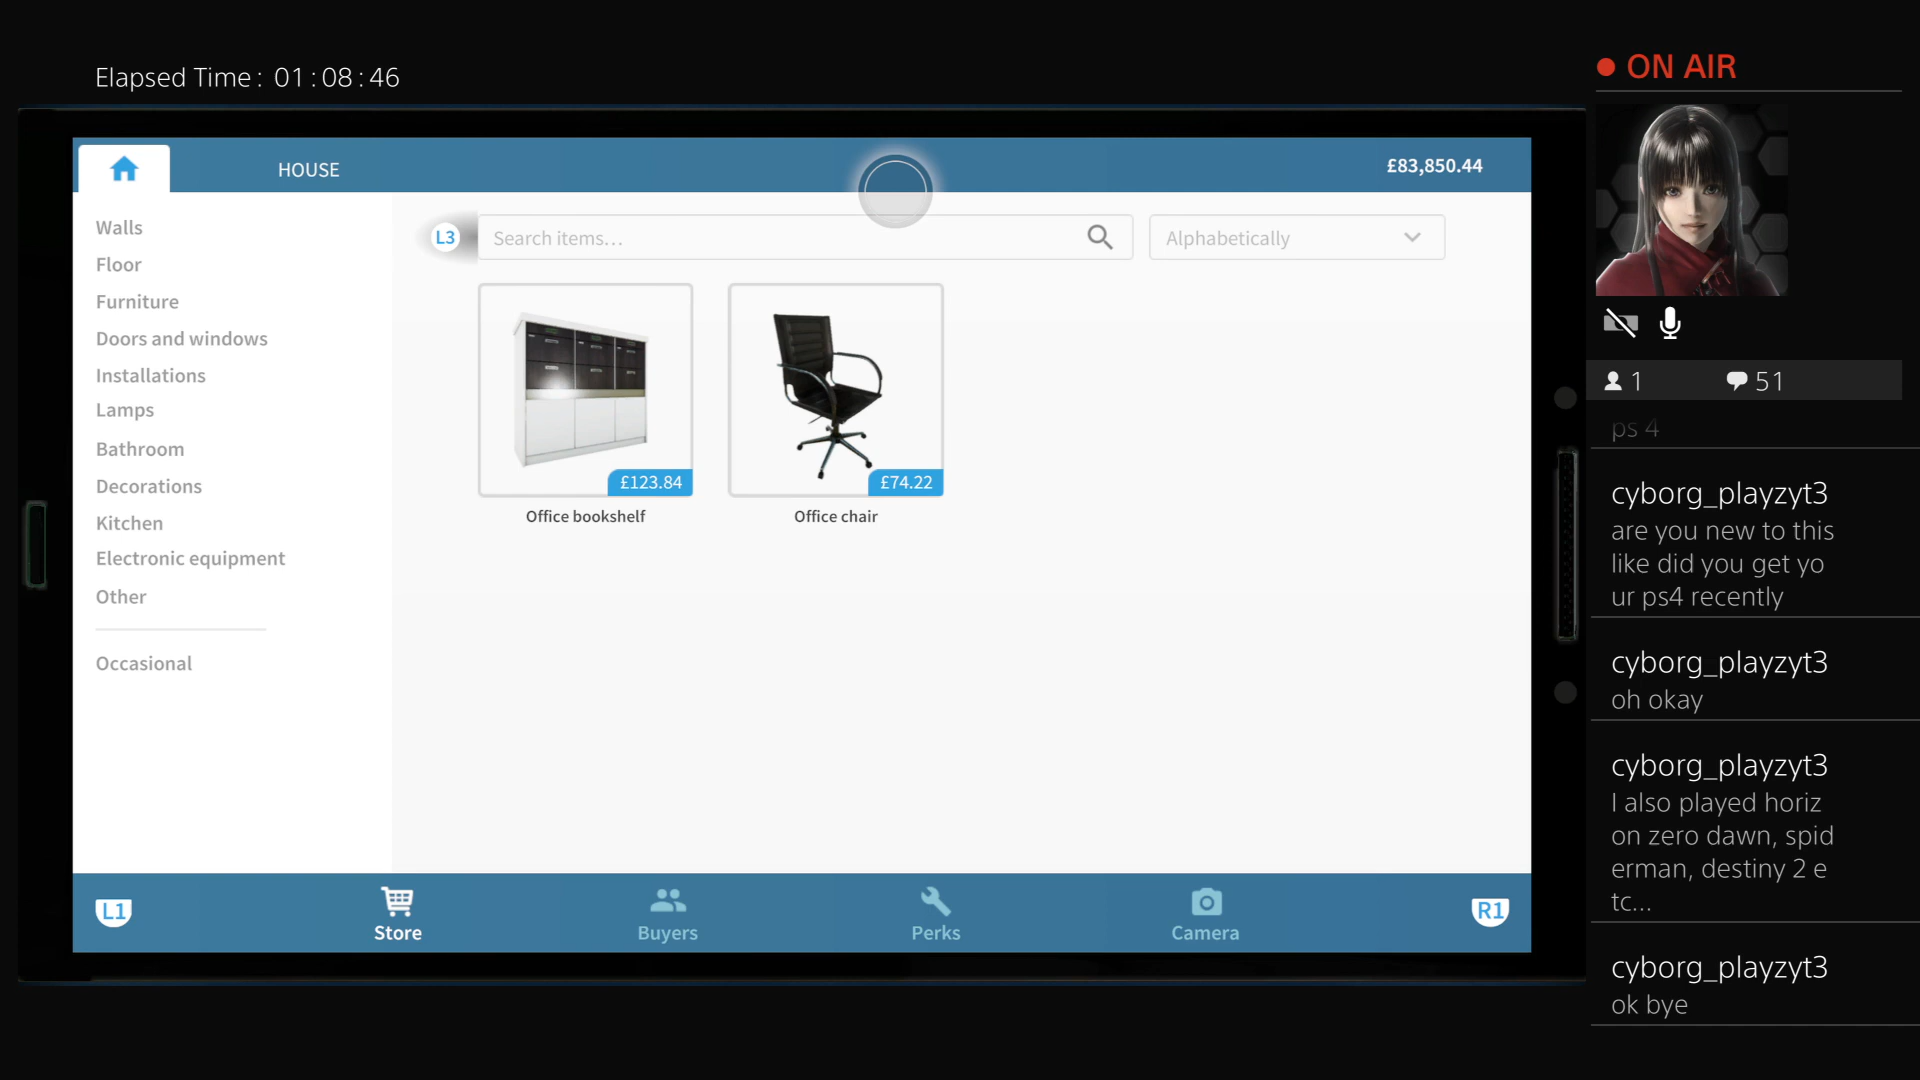 Elapsed Time: 01:08:46
ON AIR
HOUSE
£83,850.44
Walls
Floor
Furniture
Doors and windows
Installations
Lamps
Bathroom
Decorations
Kitchen
Electronic equipment
Other
Occasional
L3
Search items...
Alphabetically
£123.84
£74.22
Office bookshelf
Office chair
L1
Store
Buyers
Perks
Camera
R1
1
51
ps 4
cyborg_playzyt3
are you new to this
like did you get yo
ur ps4 recently
cyborg_playzyt3
oh okay
cyborg_playzyt3
I also played horiz
on zero dawn, spid
erman, destiny 2 e
tc...
cyborg_playzyt3
ok bye